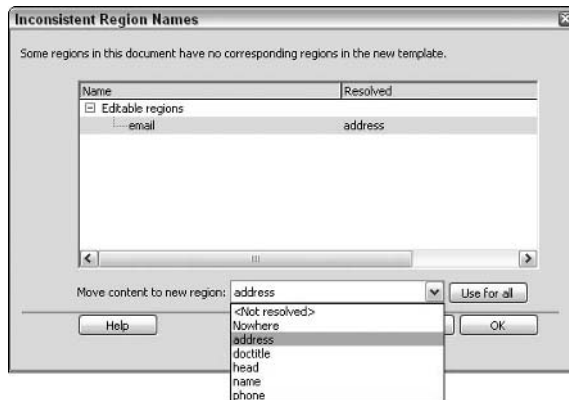 Inconsistent Region Names
Some regions in this document have no corresponding regions in the new template.
Name Resolved
Editable regions
email address
Move content to new region: address Use for all
<Not resolved>
Help OK
Nowhere
address
doctitle
head
name
phone